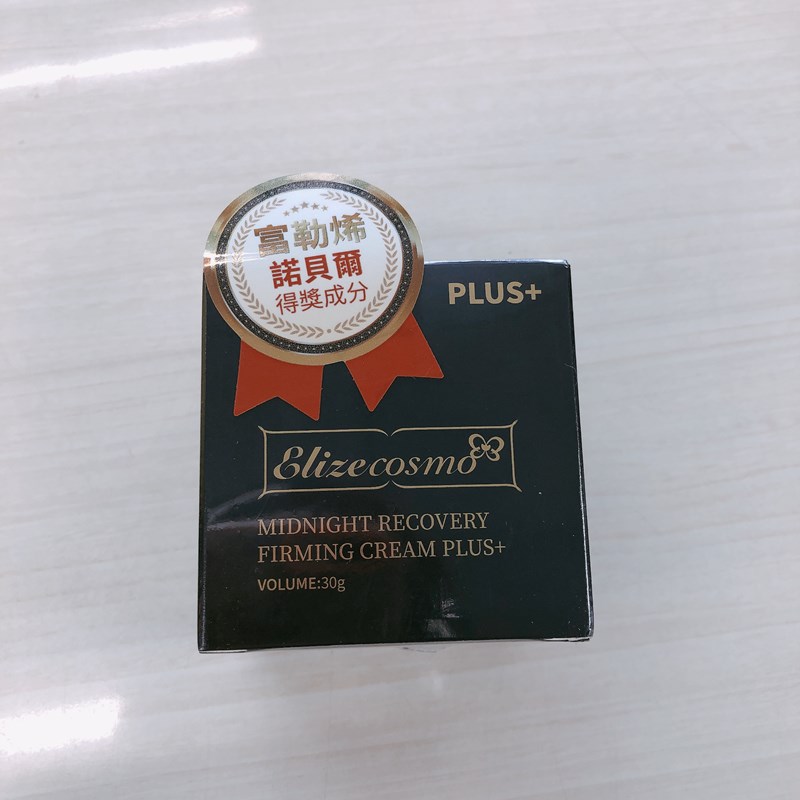 富勒烯
諾貝爾
得獎成分
PLUS+
Elizecosmo
MIDNIGHT RECOVERY
FIRMING CREAM PLUS+
VOLUME:30g